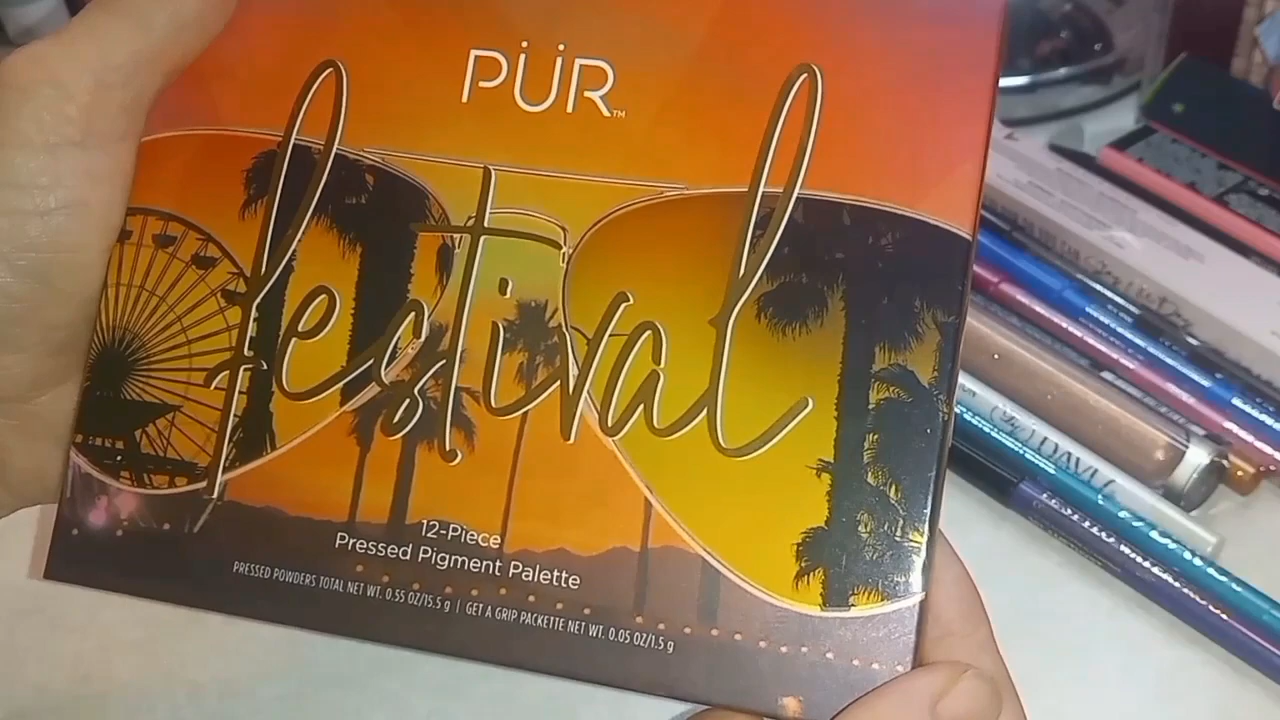 PÜR™
festival
12-Piece
Pressed Pigment Palette
PRESSED POWDERS TOTAL NET WT. 0.55 OZ/15.5 g | GET A GRIP PACKETTE NET WT. 0.05 OZ/1.5 g